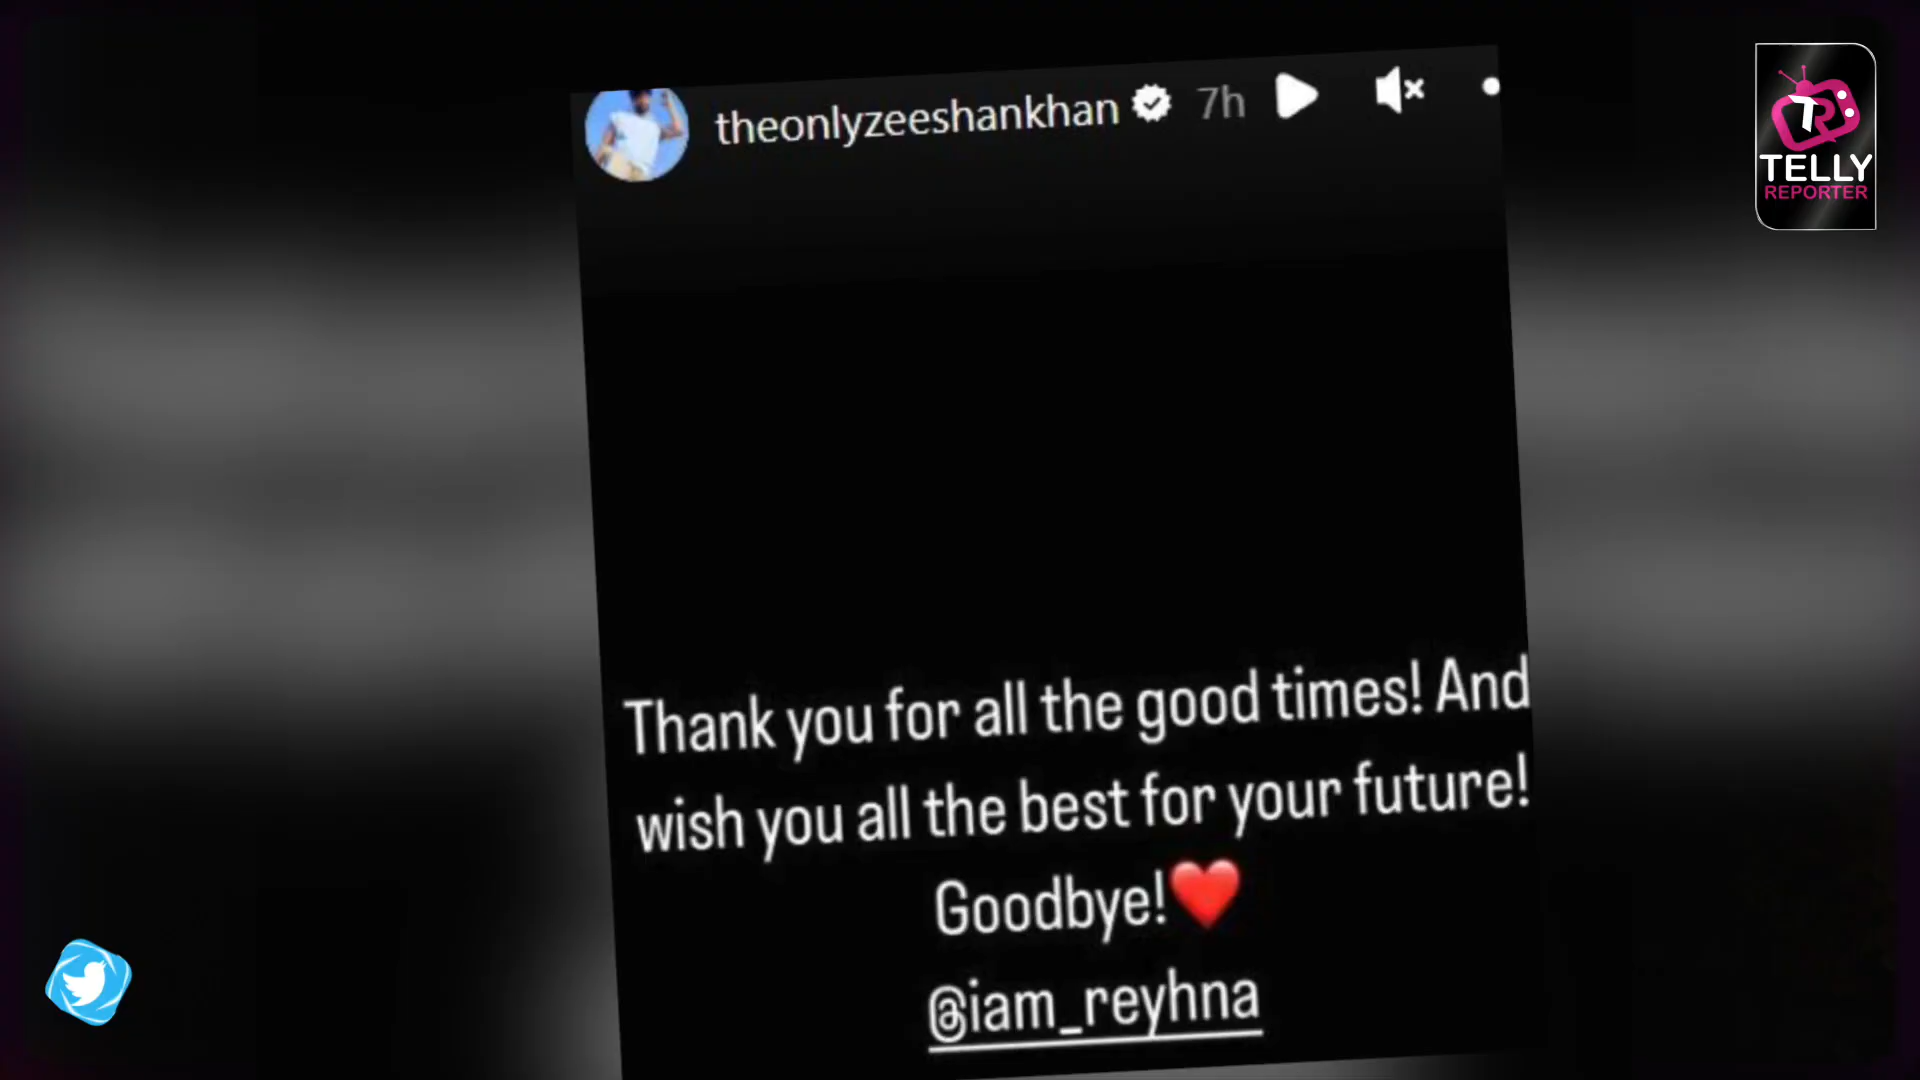 theonlyzeeshankhan 7h
TELLY
REPORTER
Thank you for all the good times! And
wish you all the best for your future!
Goodbye!❤️
@iam_reyhna